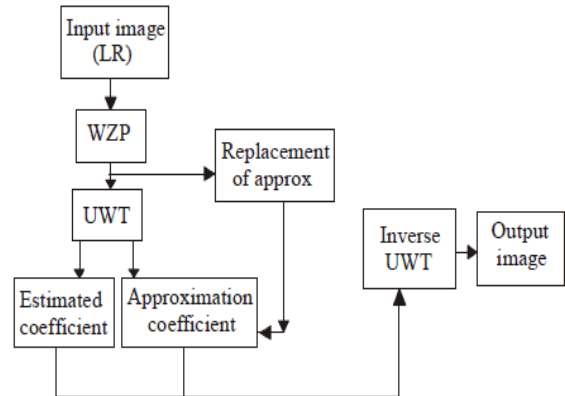 Input image
(LR)
WZP
Replacement
of approx
UWT
Inverse
UWT
Output
image
Estimated
coefficient
Approximation
coefficient